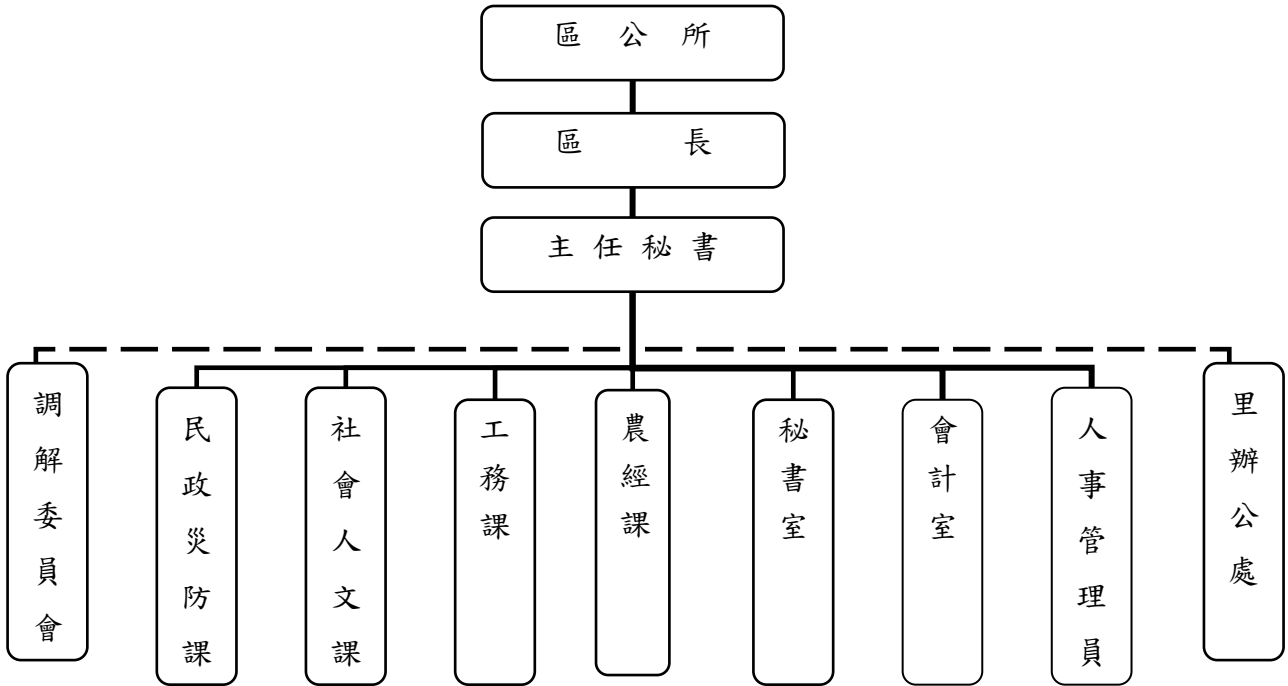 區公所
區長
主任秘書
調解委員會
民政災防課
社會人文課
工務課
農經課
秘書室
會計室
人事管理員
里辦公處